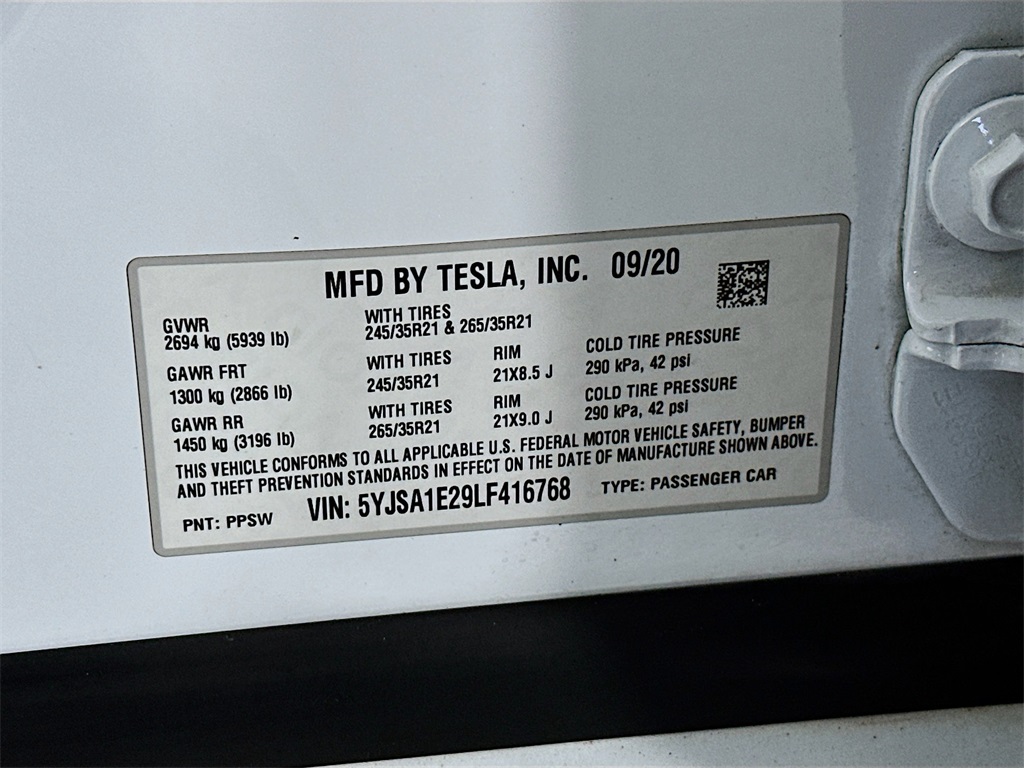 MFD BY TESLA, INC. 09/20
GVWR
2694 kg (5939 lb)
WITH TIRES
245/35R21 & 265/35R21
GAWR FRT
1300 kg (2866 lb)
WITH TIRES
245/35R21
RIM
21X8.5 J
COLD TIRE PRESSURE
290 kPa, 42 psi
GAWR RR
1450 kg (3196 lb)
WITH TIRES
265/35R21
RIM
21X9.0 J
COLD TIRE PRESSURE
290 kPa, 42 psi
THIS VEHICLE CONFORMS TO ALL APPLICABLE U.S. FEDERAL MOTOR VEHICLE SAFETY, BUMPER
AND THEFT PREVENTION STANDARDS IN EFFECT ON THE DATE OF MANUFACTURE SHOWN ABOVE.
PNT: PPSW VIN: 5YJSA1E29LF416768 TYPE: PASSENGER CAR